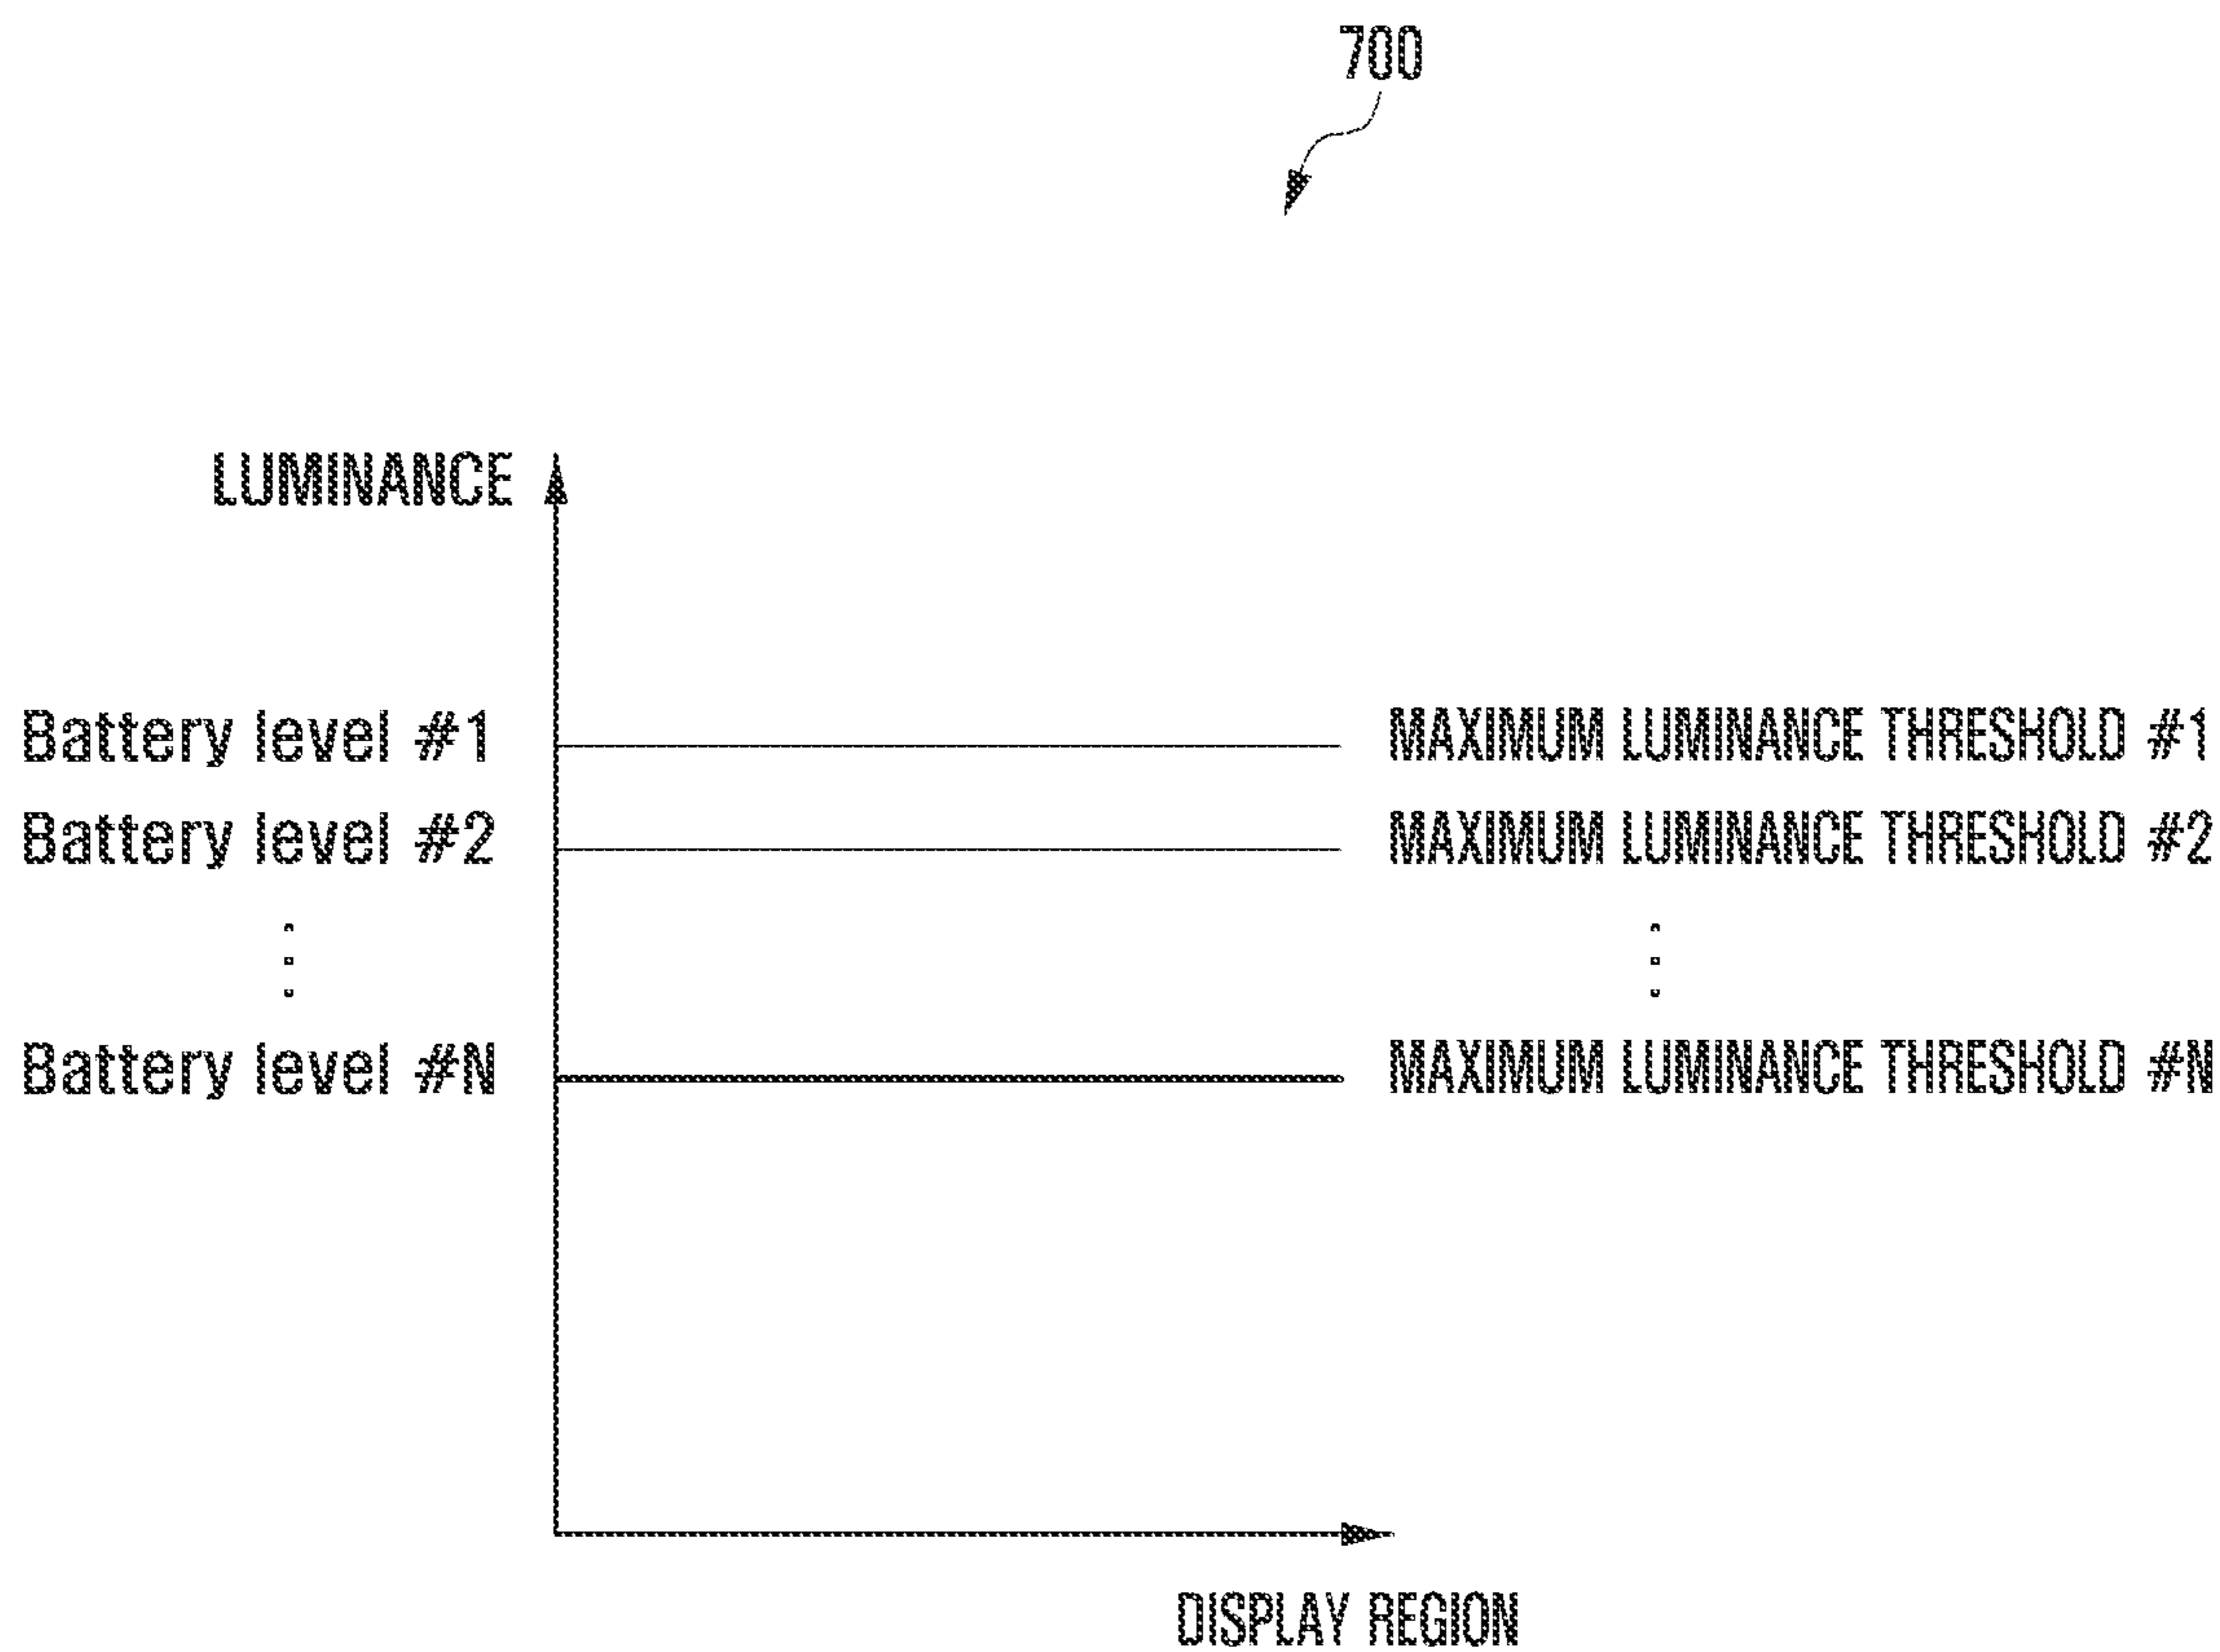 700
LUMINANCE
Battery level #1
MAXIMUM LUMINANCE THRESHOLD #1
Battery level #2
MAXIMUM LUMINANCE THRESHOLD #2
Battery level #N
MAXIMUM LUMINANCE THRESHOLD #N
DISPLAY REGION